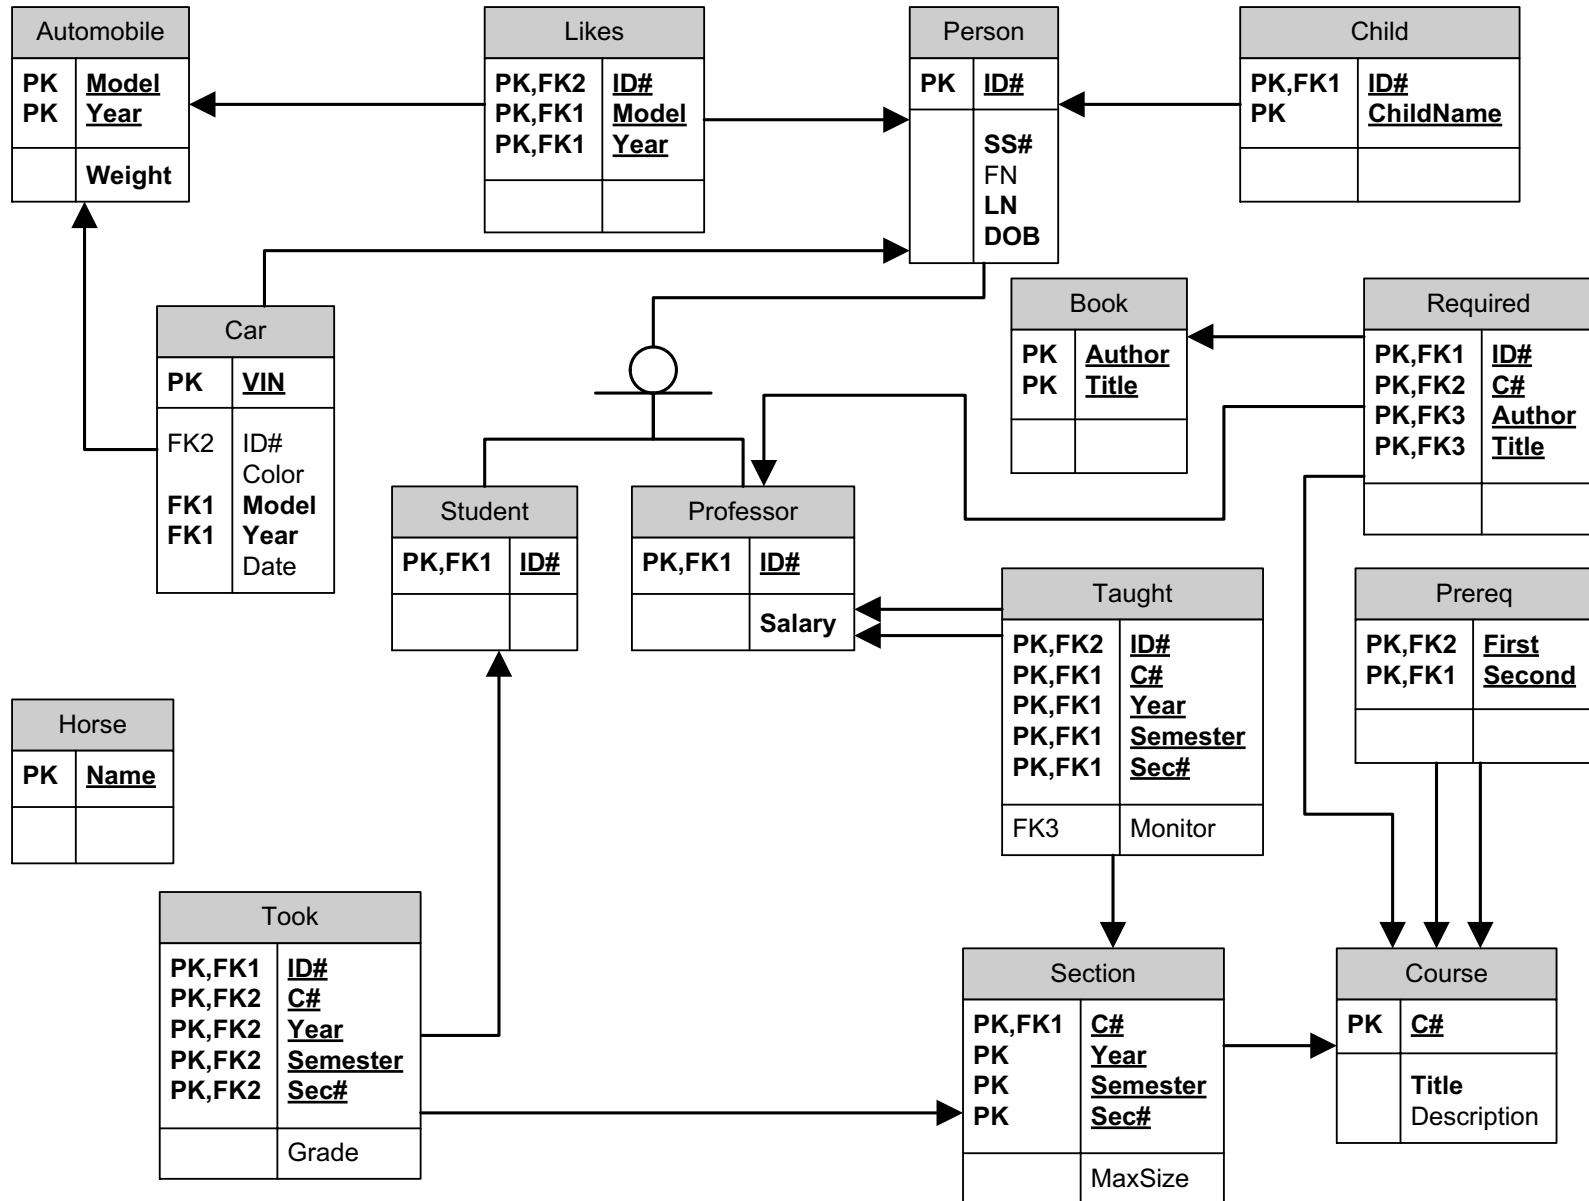 Automobile
PK Model
PK Year
Weight
Likes
PK,FK2 ID#
PK,FK1 Model
PK,FK1 Year
Person
PK ID#
SS#
FN
LN
DOB
Child
PK,FK1 ID#
PK ChildName
Car
PK VIN
FK2 ID#
Color
FK1 Model
FK1 Year
Date
Book
PK Author
PK Title
Required
PK,FK1 ID#
PK,FK2 C#
PK,FK3 Author
PK,FK3 Title
Student
PK,FK1 ID#
Professor
PK,FK1 ID#
Salary
Taught
PK,FK2 ID#
PK,FK1 C#
PK,FK1 Year
PK,FK1 Semester
PK,FK1 Sec#
FK3 Monitor
Prereq
PK,FK2 First
PK,FK1 Second
Horse
PK Name
Took
PK,FK1 ID#
PK,FK2 C#
PK,FK2 Year
PK,FK2 Semester
PK,FK2 Sec#
Grade
Section
PK,FK1 C#
PK Year
PK Semester
PK Sec#
MaxSize
Course
PK C#
Title
Description